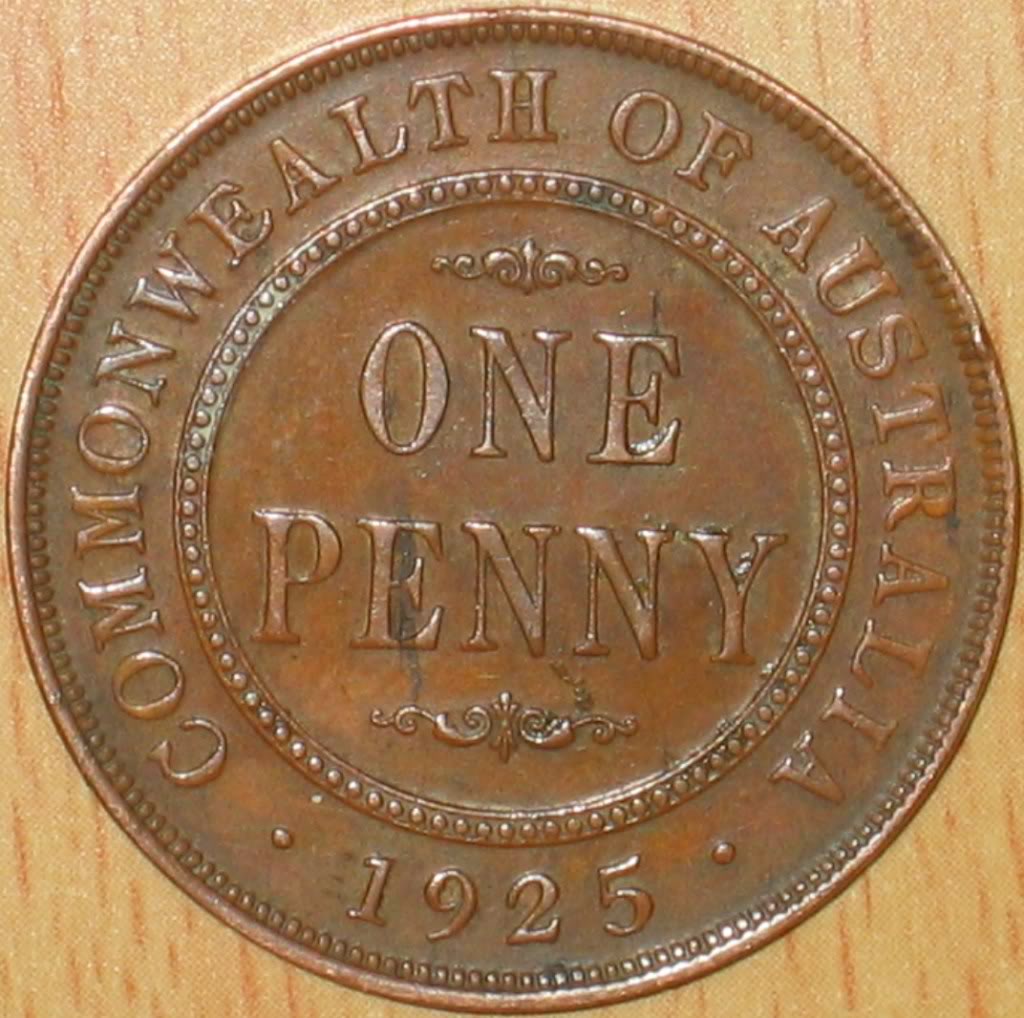 COMMONWEALTH OF AUSTRALIA
ONE
PENNY
· 1925 ·